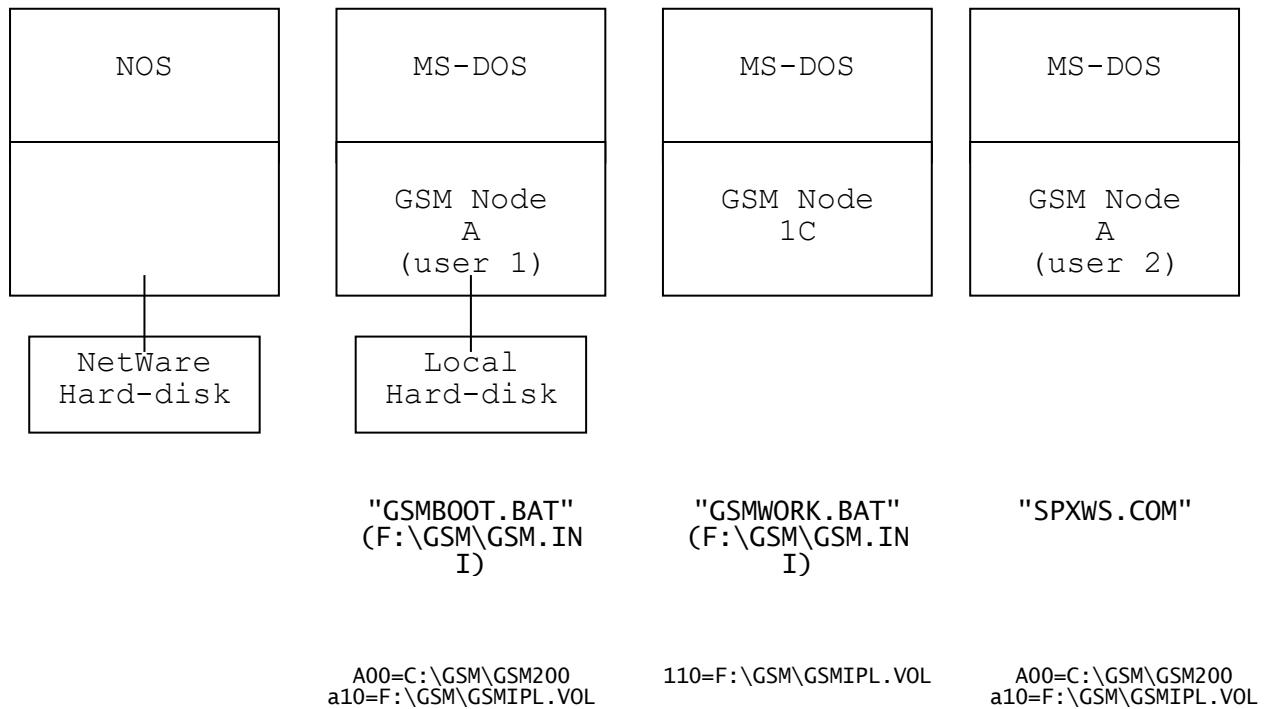 NOS
MS-DOS
MS-DOS
MS-DOS
GSM Node
A
(user 1)
GSM Node
1C
GSM Node
A
(user 2)
NetWare
Hard-disk
Local
Hard-disk
"GSMBOOT.BAT"
(F:\GSM\GSM.IN
I)
"GSMWORK.BAT"
(F:\GSM\GSM.IN
I)
"SPXWS.COM"
A00=C:\GSM\GSM200
a10=F:\GSM\GSMIPL.VOL
110=F:\GSM\GSMIPL.VOL
A00=C:\GSM\GSM200
a10=F:\GSM\GSMIPL.VOL